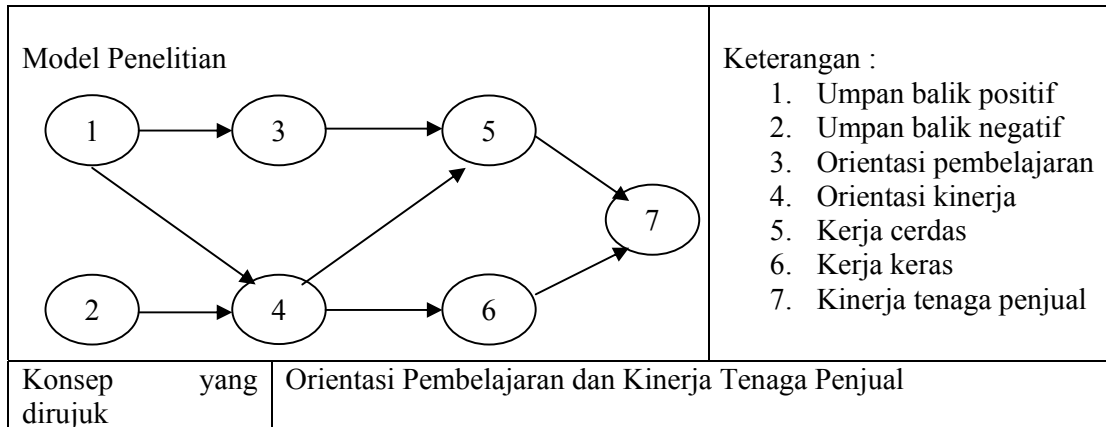 Model Penelitian
1
3
5
7
2
4
6
Keterangan :
1. Umpan balik positif
2. Umpan balik negatif
3. Orientasi pembelajaran
4. Orientasi kinerja
5. Kerja cerdas
6. Kerja keras
7. Kinerja tenaga penjual
Konsep yang
dirujuk
Orientasi Pembelajaran dan Kinerja Tenaga Penjual